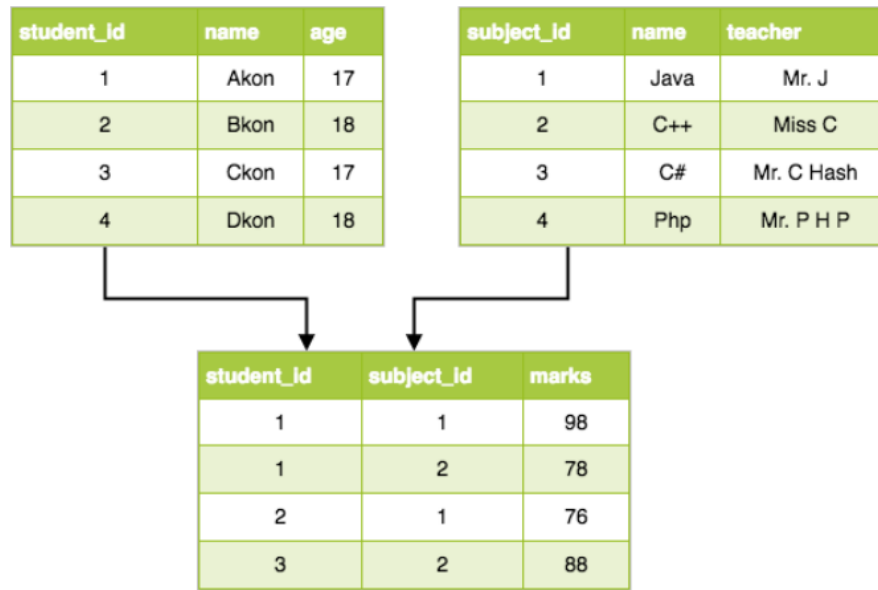 student_id name age
1 Akon 17
2 Bkon 18
3 Ckon 17
4 Dkon 18
subject_id name teacher
1 Java Mr. J
2 C++ Miss C
3 C# Mr. C Hash
4 Php Mr. P H P
student_id subject_id marks
1 1 98
1 2 78
2 1 76
3 2 88